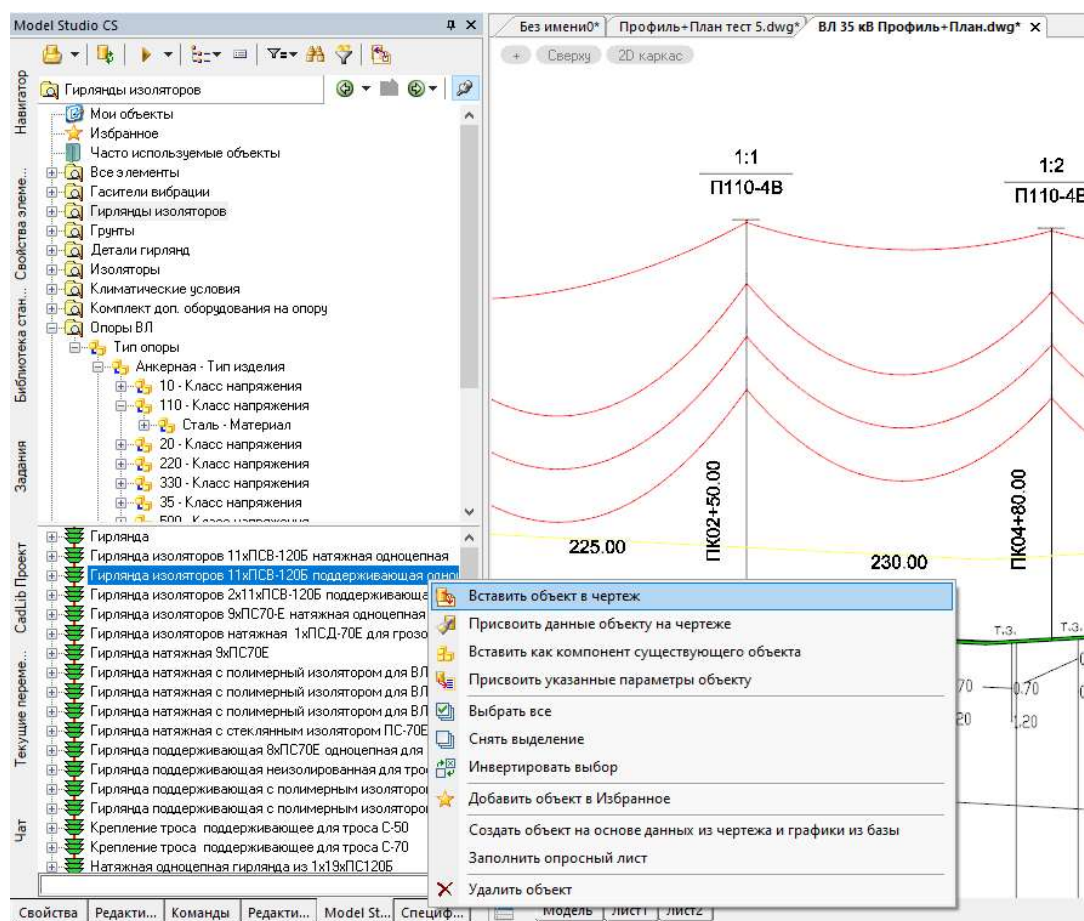 Model Studio CS
Без имени0*
Профиль+План тест 5.dwg*
ВЛ 35 кВ Профиль+План.dwg*
+ Сверху 2D каркас
Гирлянды изоляторов
Мои объекты
Избранное
Часто используемые объекты
Все элементы
Гасители вибрации
Гирлянды изоляторов
Грунты
Детали гирлянд
Изоляторы
Климатические условия
Комплект доп. оборудования на опору
Опоры ВЛ
Тип опоры
Анкерная - Тип изделия
10 - Класс напряжения
110 - Класс напряжения
Сталь - Материал
20 - Класс напряжения
220 - Класс напряжения
330 - Класс напряжения
35 - Класс напряжения
500 - Класс напряжения
Навигатор
Свойства элеме...
Библиотека стан...
Задания
CadLib Проект
Текущие переме...
Чат
Гирлянда
Гирлянда изоляторов 11хПСВ-120Б натяжная одноцепная
Гирлянда изоляторов 11хПСВ-120Б поддерживающая одно
Гирлянда изоляторов 2х11хПСВ-120Б поддерживающа
Гирлянда изоляторов 9хПС70-Е натяжная одноцепная
Гирлянда изоляторов натяжная 1хПСД-70Е для грозо
Гирлянда натяжная 9хПС70Е
Гирлянда натяжная с полимерный изолятором для ВЛ
Гирлянда натяжная с полимерный изолятором для ВЛ
Гирлянда натяжная с полимерный изолятором для ВЛ
Гирлянда натяжная с стеклянным изолятором ПС-70Е
Гирлянда поддерживающая 8хПС70Е одноцепная для
Гирлянда поддерживающая неизолированная для тро
Гирлянда поддерживающая с полимерным изоляторо
Гирлянда поддерживающая с полимерным изоляторо
Крепление троса поддерживающее для троса С-50
Крепление троса поддерживающее для троса С-70
Натяжная одноцепная гирлянда из 1х19хПС120Б
Вставить объект в чертеж
Присвоить данные объекту на чертеже
Вставить как компонент существующего объекта
Присвоить указанные параметры объекту
Выбрать все
Снять выделение
Инвертировать выбор
Добавить объект в Избранное
Создать объект на основе данных из чертежа и графики из базы
Заполнить опросный лист
Удалить объект
1:1
П110-4В
1:2
П110-4В
ПК02+50.00
ПК04+80.00
225.00
230.00
т.з. т.з.
70 0.70
20 1.20
Свойства Редакти... Команды Редакти... Model St... Специф...
Модель Лист1 Лист2